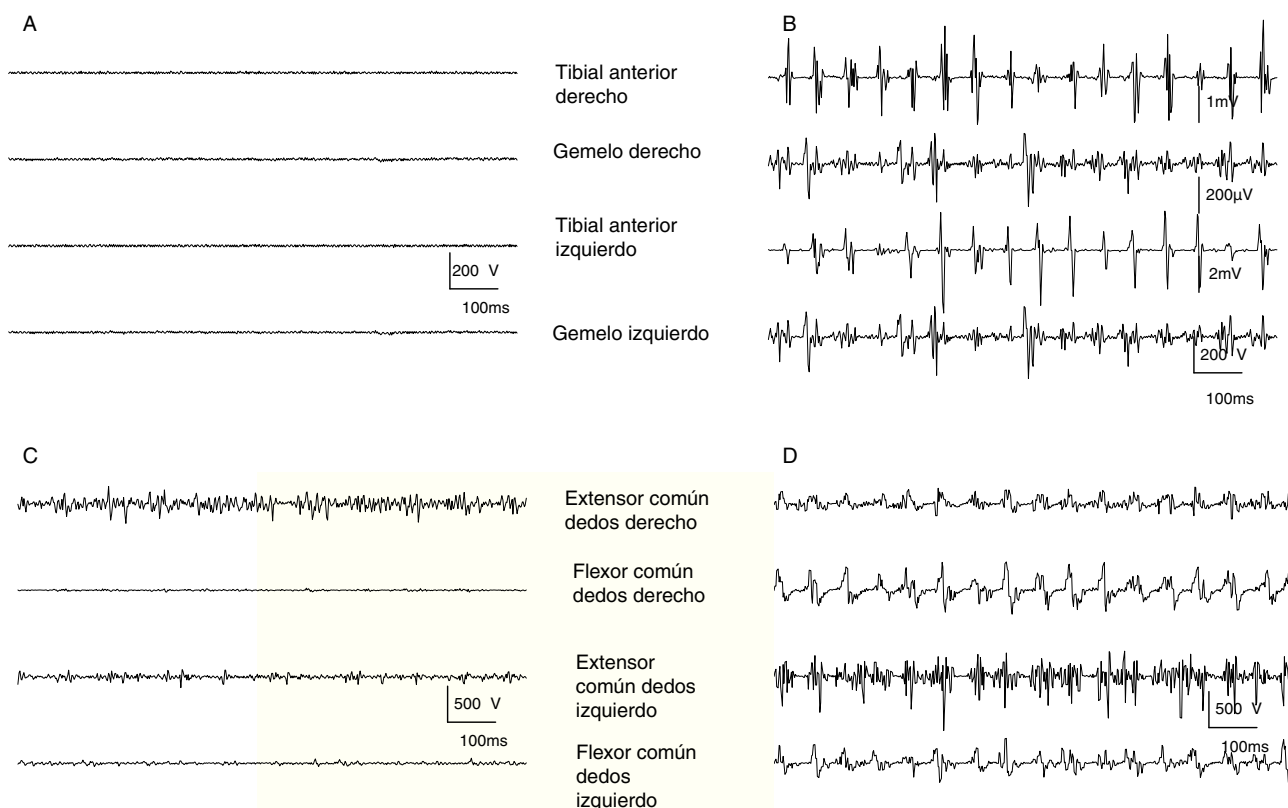 A
B
Tibial anterior
derecho
1mV
Gemelo derecho
200µV
Tibial anterior
izquierdo
200 V
2mV
100ms
Gemelo izquierdo
200 V
100ms
C
D
Extensor común
dedos derecho
Flexor común
dedos derecho
Extensor
común dedos
izquierdo
500 V
500 V
100ms
100ms
Flexor común
dedos
izquierdo